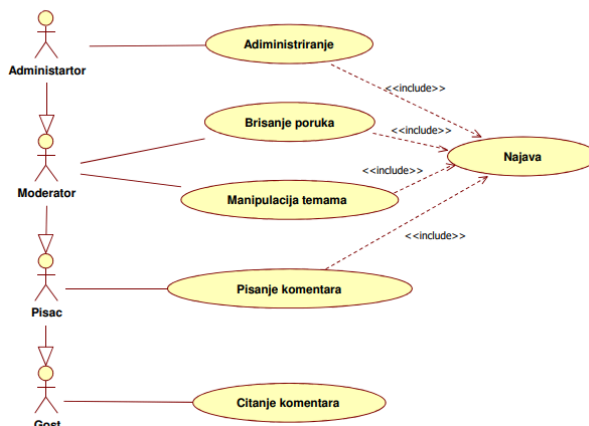 Adiministriranje
Administartor
<<include>>
Brisanje poruka
<<include>>
Najava
<<include>>
Moderator
Manipulacija temama
<<include>>
Pisanje komentara
Pisac
Citanje komentara
Gost